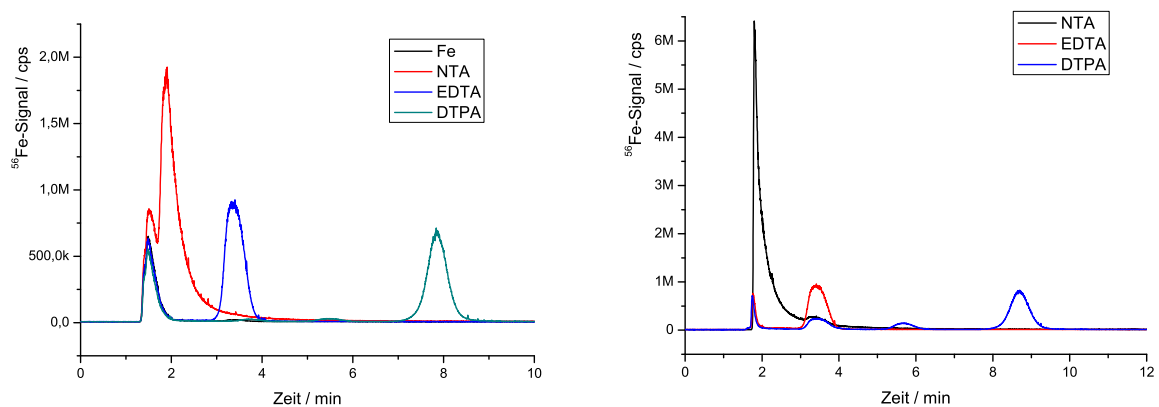 ⁵⁶Fe-Signal / cps
2,0M
1,5M
1,0M
500,0k
0,0
0 2 4 6 8 10
Zeit / min
Fe
NTA
EDTA
DTPA
⁵⁶Fe-Signal / cps
6M
5M
4M
3M
2M
1M
0
0 2 4 6 8 10 12
Zeit / min
NTA
EDTA
DTPA